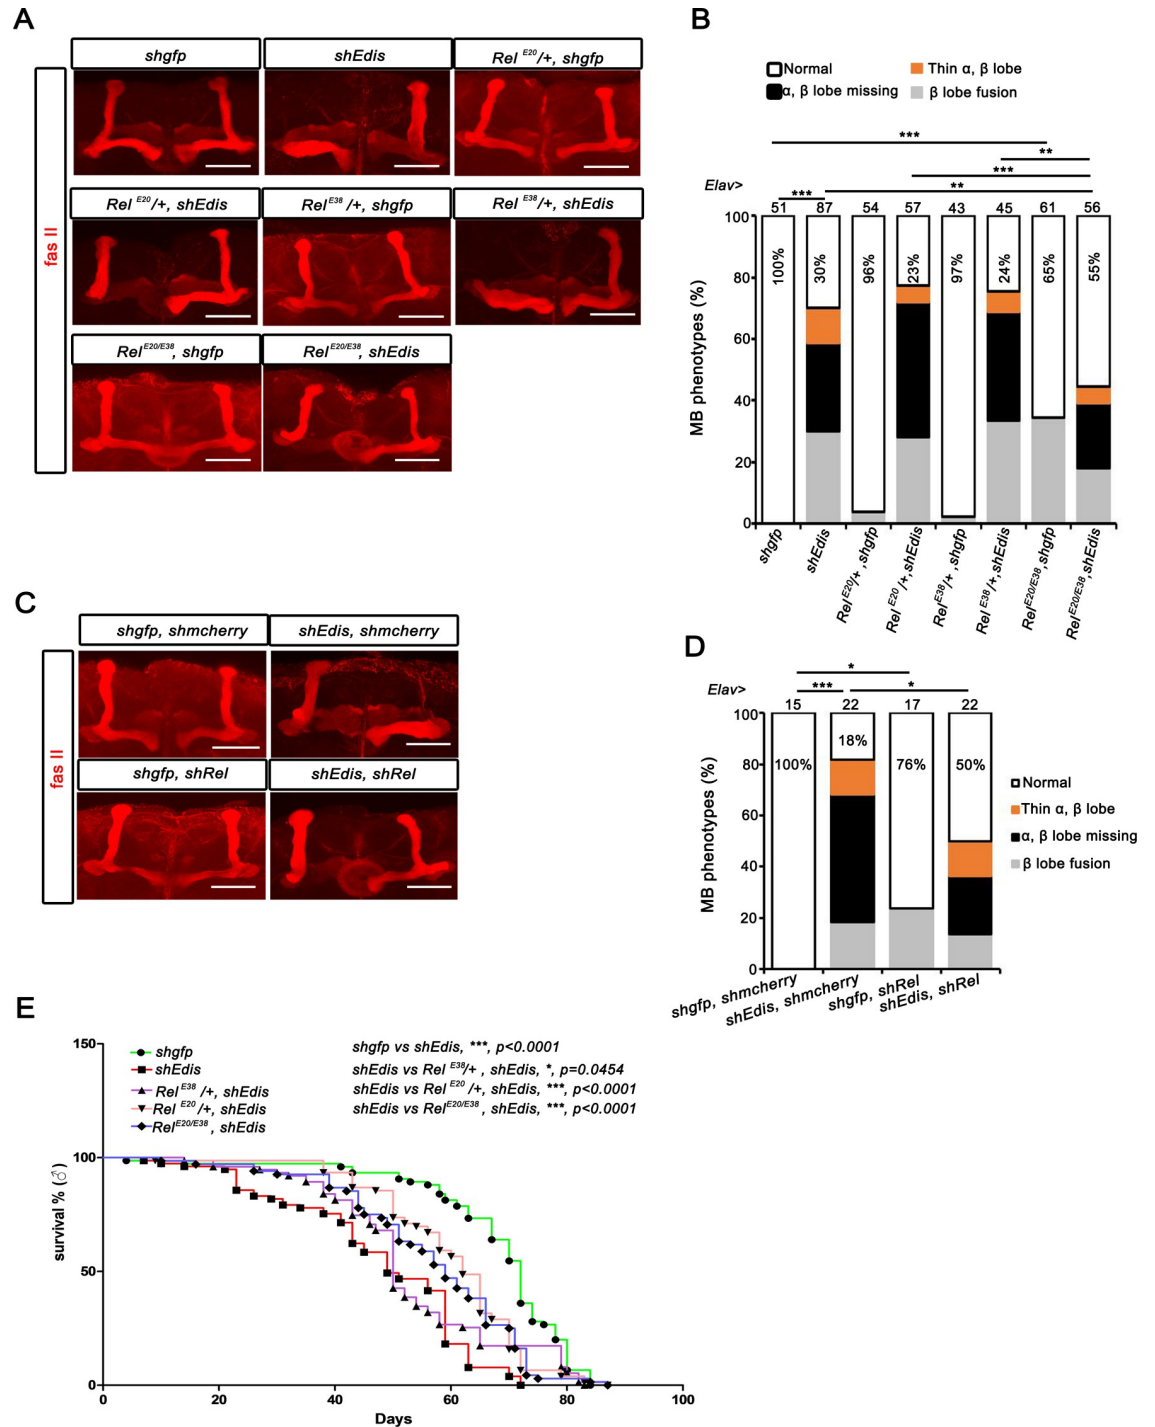 A
shgfp
shEdis
Rel E20/+, shgfp
Rel E20/+, shEdis
Rel E38/+, shgfp
Rel E38/+, shEdis
Rel E20/E38, shgfp
Rel E20/E38, shEdis
fas II
B
Normal
Thin α, β lobe
α, β lobe missing
β lobe fusion
***
**
***
Elav>
***
**
51 87 54 57 43 45 61 56
100% 30% 96% 23% 97% 24% 65% 55%
MB phenotypes (%)
100
80
60
40
20
0
shgfp
shEdis
Rel E20/+, shgfp
Rel E20/+, shEdis
Rel E38/+, shgfp
Rel E38/+, shEdis
Rel E20/E38, shgfp
Rel E20/E38, shEdis
C
shgfp, shmcherry
shEdis, shmcherry
shgfp, shRel
shEdis, shRel
fas II
D
*
Elav> *** *
15 22 17 22
100% 18% 76% 50%
MB phenotypes (%)
100
80
60
40
20
0
Normal
Thin α, β lobe
α, β lobe missing
β lobe fusion
shgfp, shmcherry
shEdis, shmcherry
shgfp, shRel
shEdis, shRel
E
150
100
50
0
survival % (♂)
shgfp
shEdis
Rel E38/+, shEdis
Rel E20/+, shEdis
Rel E20/E38, shEdis
shgfp vs shEdis, ***, p<0.0001
shEdis vs Rel E38/+, shEdis, *, p=0.0454
shEdis vs Rel E20/+, shEdis, ***, p<0.0001
shEdis vs Rel E20/E38, shEdis, ***, p<0.0001
0 20 40 60 80 100
Days